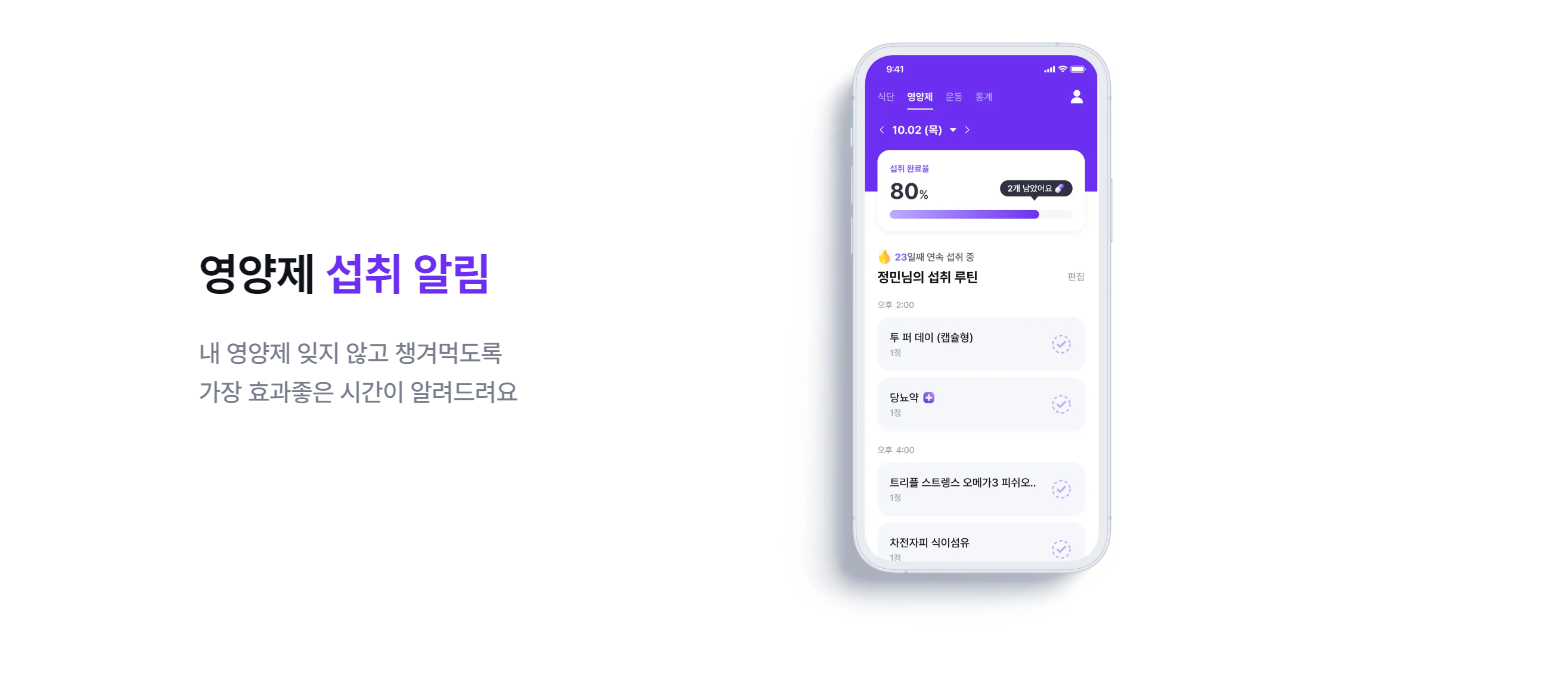 영양제 섭취 알림
내 영양제 잊지 않고 챙겨먹도록
가장 효과좋은 시간이 알려드려요
9:41
식단 영양제 운동 통계
10.02 (목)
섭취 완료율
80%
2개 남았어요
23일째 연속 섭취 중
정민님의 섭취 루틴
편집
오후 2:00
투 퍼 데이 (캡슐형)
1정
당뇨약
1정
오후 4:00
트리플 스트렝스 오메가3 피쉬오..
1정
차전자피 식이섬유
1정